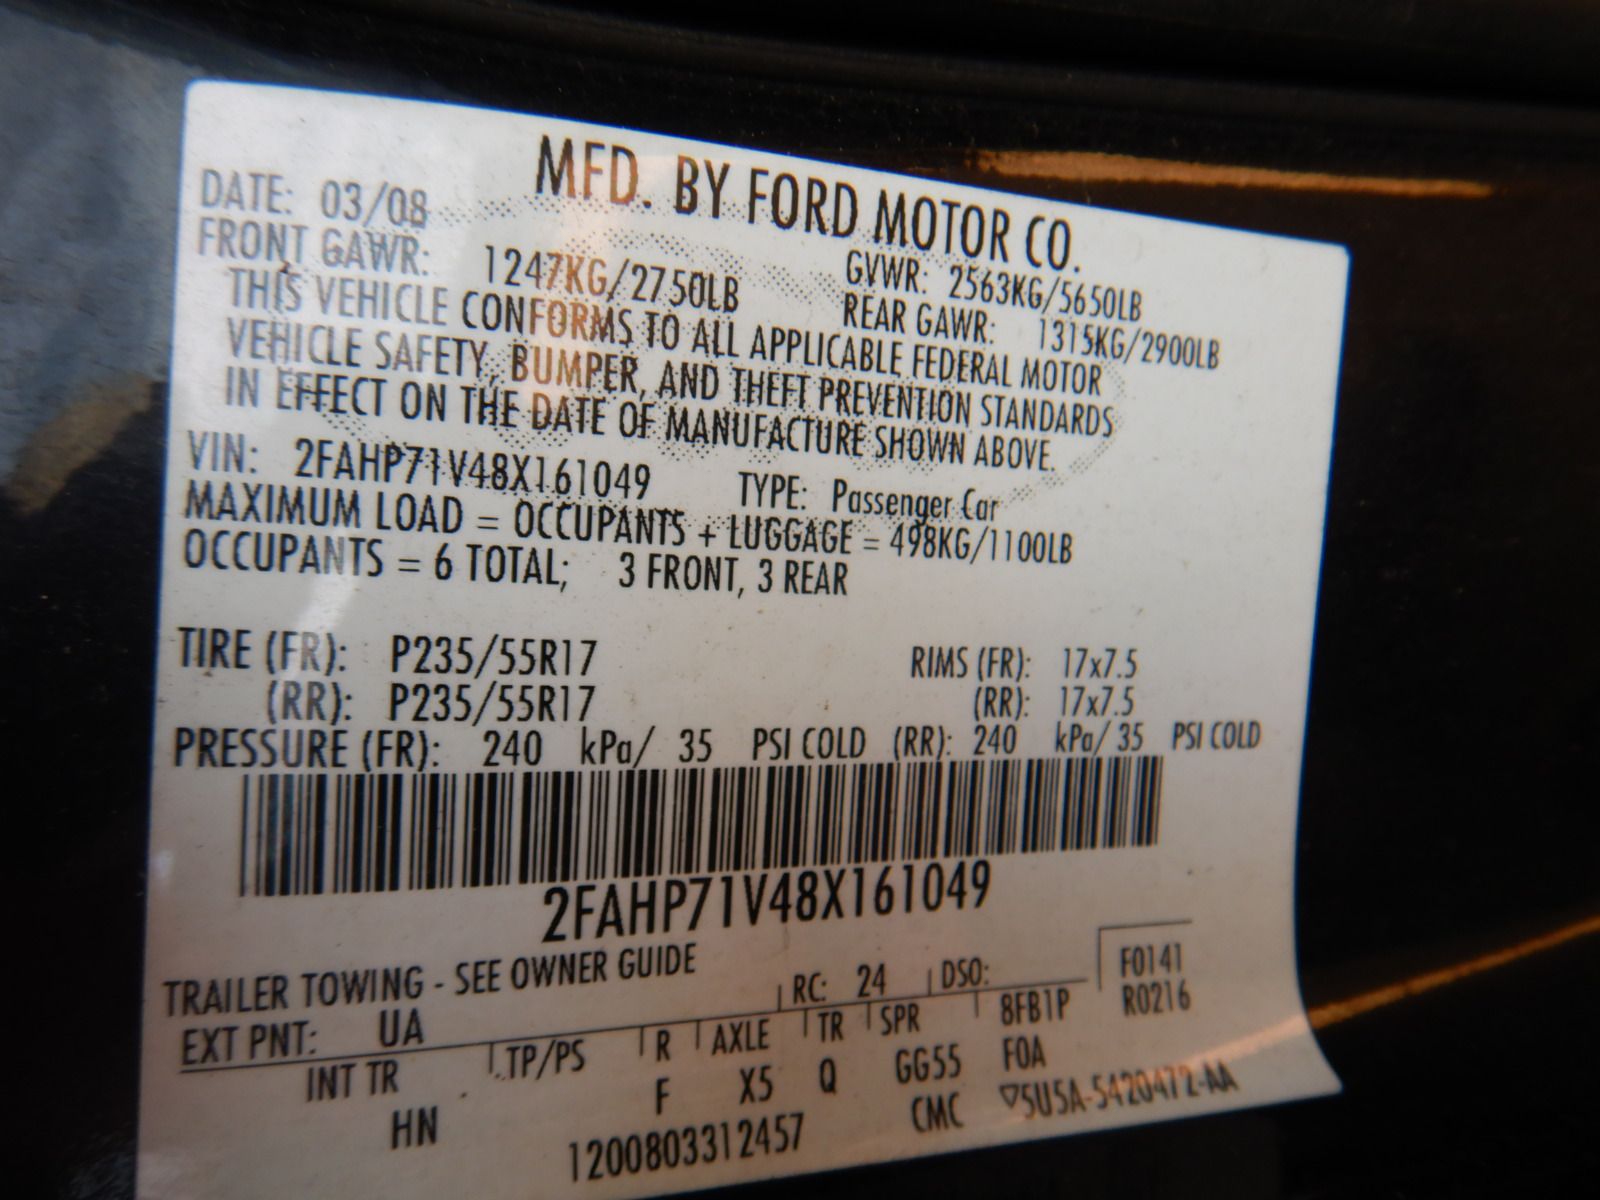 MFD. BY FORD MOTOR CO.
DATE: 03/08 GVWR: 2563KG/5650LB
FRONT GAWR: 1247KG/2750LB REAR GAWR: 1315KG/2900LB
THIS VEHICLE CONFORMS TO ALL APPLICABLE FEDERAL MOTOR
VEHICLE SAFETY, BUMPER, AND THEFT PREVENTION STANDARDS
IN EFFECT ON THE DATE OF MANUFACTURE SHOWN ABOVE.
VIN: 2FAHP71V48X161049 TYPE: Passenger Car
MAXIMUM LOAD = OCCUPANTS + LUGGAGE = 498KG/1100LB
OCCUPANTS = 6 TOTAL; 3 FRONT, 3 REAR
TIRE (FR): P235/55R17 RIMS (FR): 17x7.5
(RR): P235/55R17 (RR): 17x7.5
PRESSURE (FR): 240 kPa/ 35 PSI COLD (RR): 240 kPa/ 35 PSI COLD
2FAHP71V48X161049
TRAILER TOWING - SEE OWNER GUIDE
EXT PNT: UA RC: 24 DSO: F0141
R0216
INT TR TP/PS R AXLE TR SPR 8FB1P
HN F X5 Q GG55 F0A
1200803312457 CMC ▽5U5A-5420472-AA